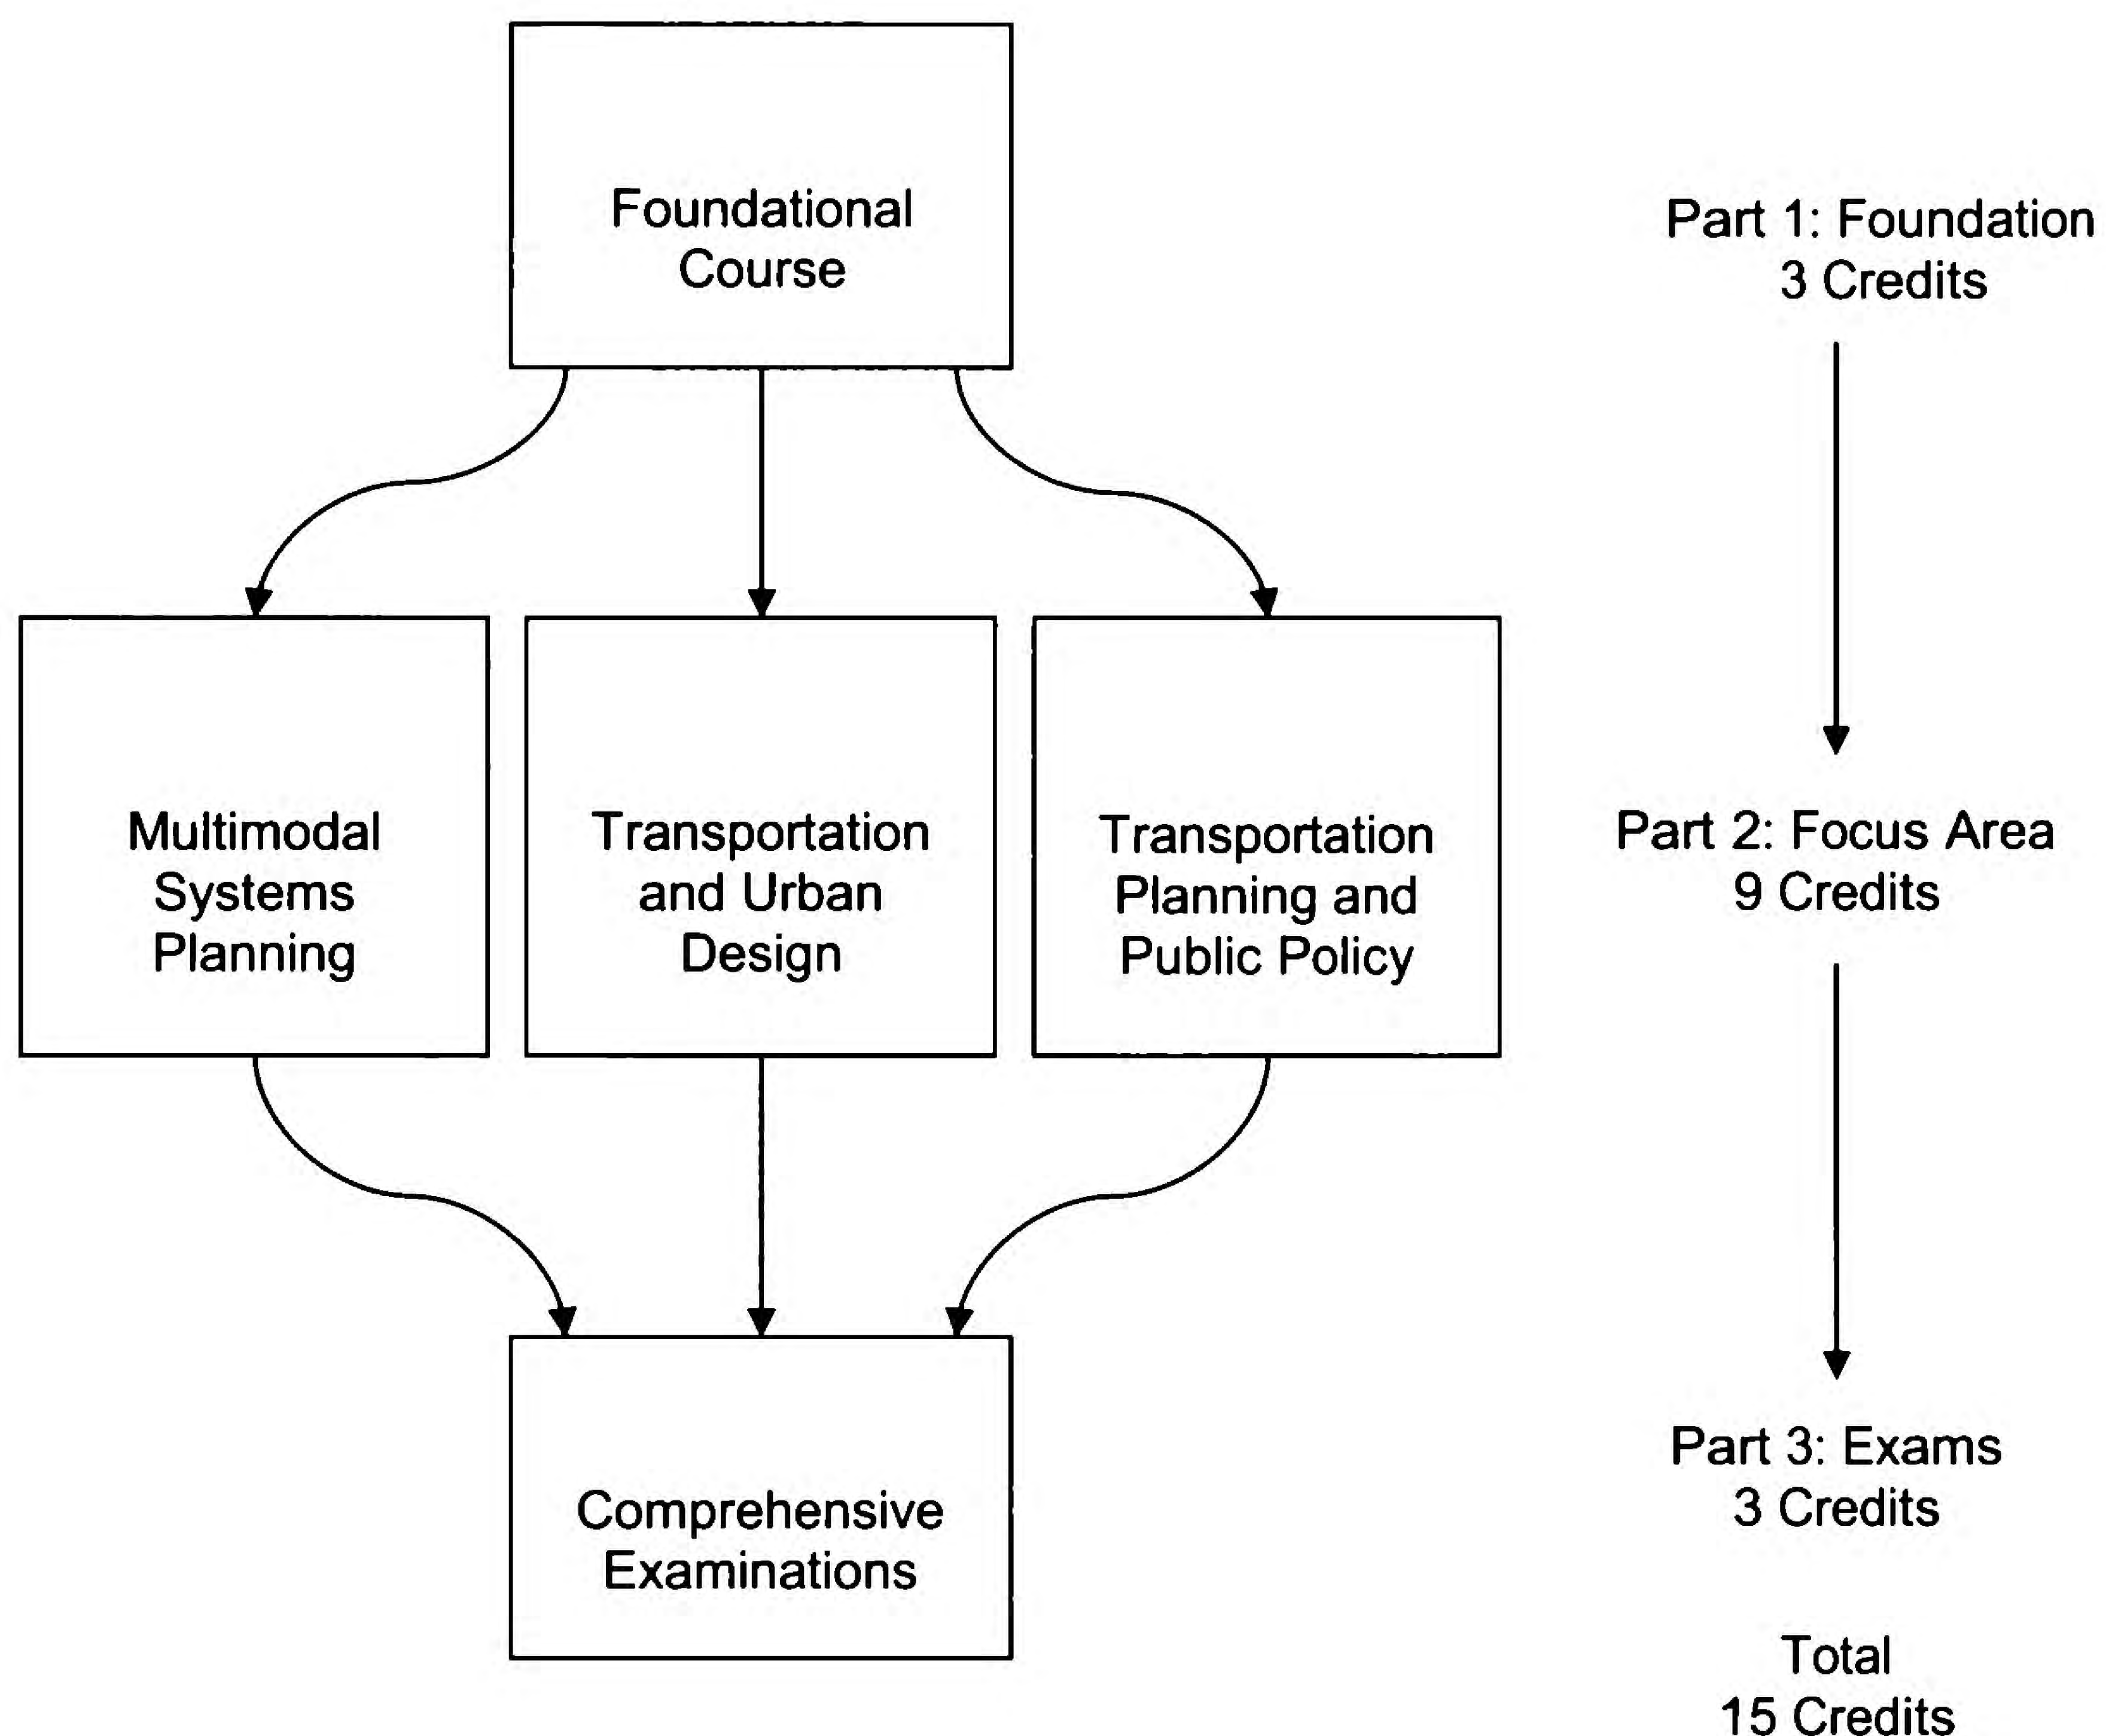 Foundational
Course
Part 1: Foundation
3 Credits
Multimodal
Systems
Planning
Transportation
and Urban
Design
Transportation
Planning and
Public Policy
Part 2: Focus Area
9 Credits
Comprehensive
Examinations
Part 3: Exams
3 Credits
Total
15 Credits